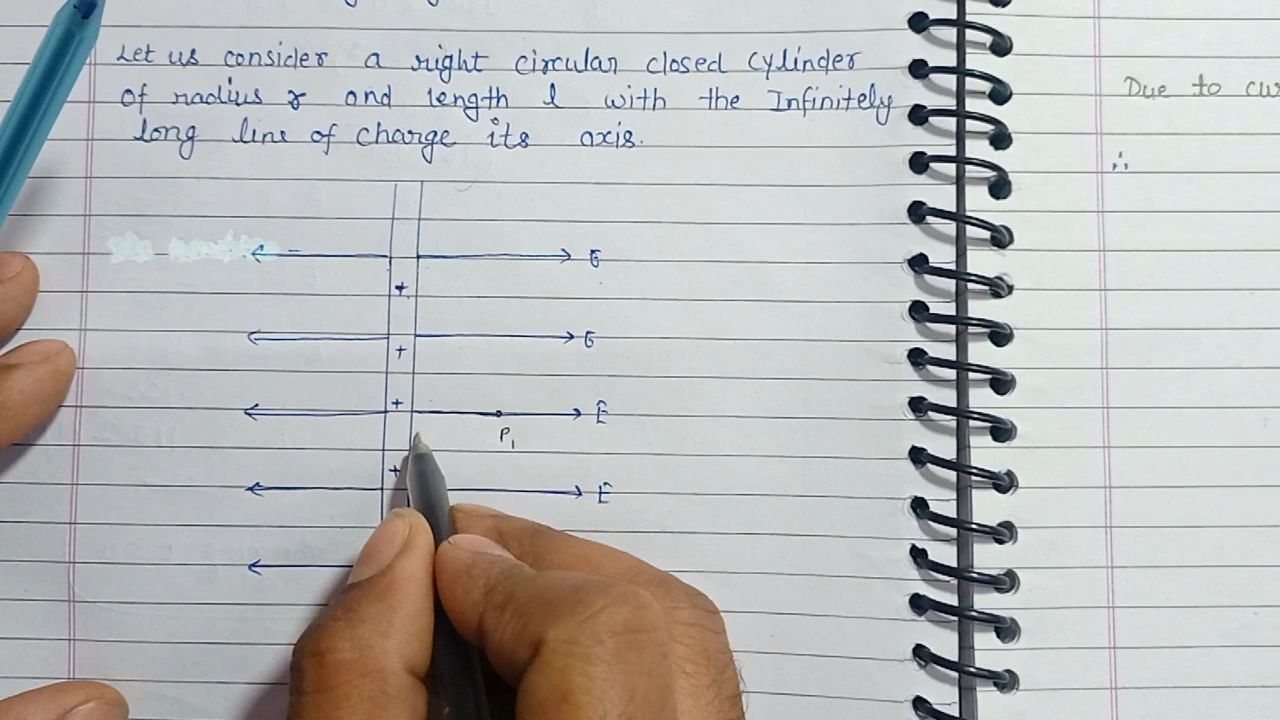 Let us consider a right circular closed cylinder
of radius r and length l with the Infinitely
long line of charge its axis.
E
+
E
+
+
E
P1
+
E
Due to
∴